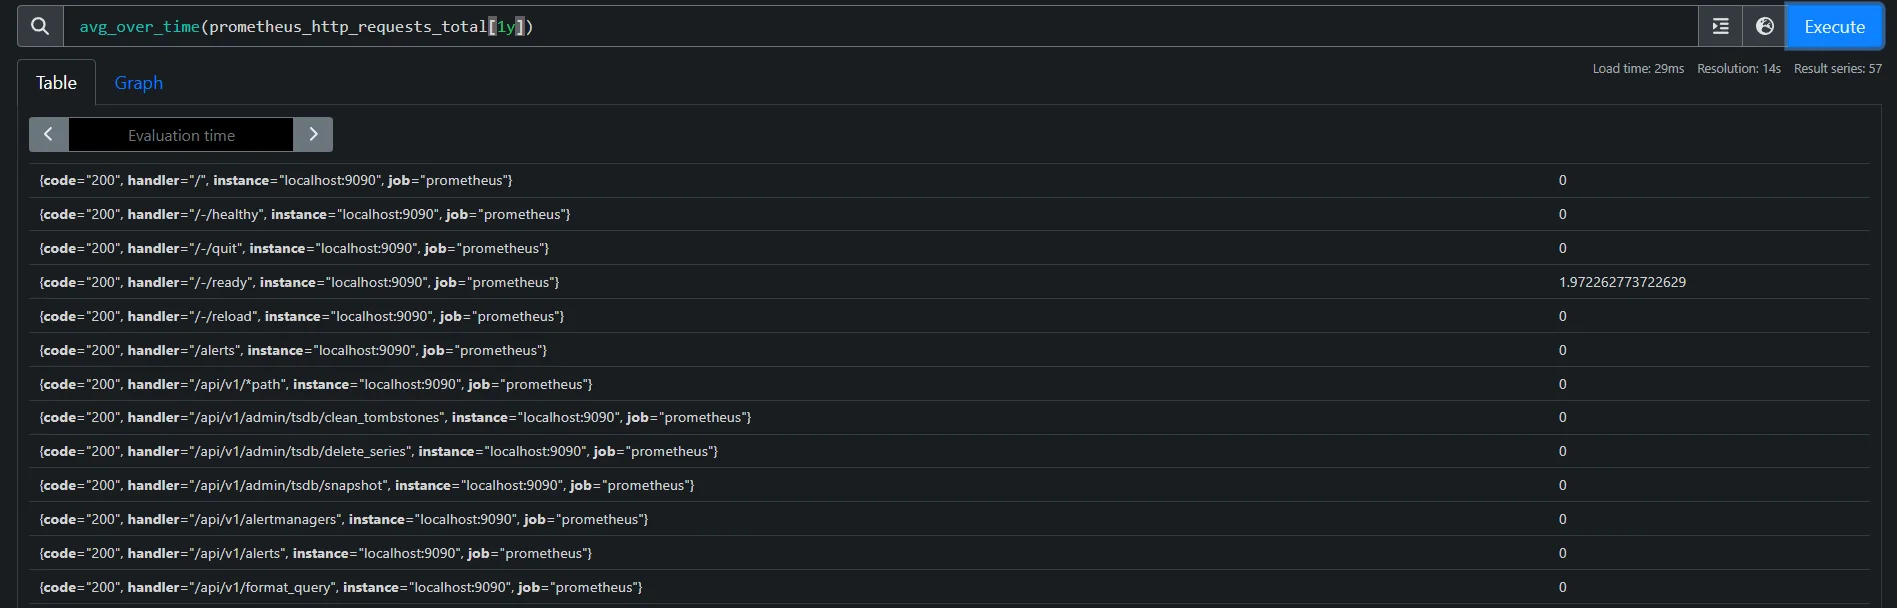 avg_over_time(prometheus_http_requests_total[1y])
Execute
Table Graph
Load time: 29ms Resolution: 14s Result series: 57
Evaluation time
{code="200", handler="/", instance="localhost:9090", job="prometheus"} 0
{code="200", handler="/-/healthy", instance="localhost:9090", job="prometheus"} 0
{code="200", handler="/-/quit", instance="localhost:9090", job="prometheus"} 0
{code="200", handler="/-/ready", instance="localhost:9090", job="prometheus"} 1.972262773722629
{code="200", handler="/-/reload", instance="localhost:9090", job="prometheus"} 0
{code="200", handler="/alerts", instance="localhost:9090", job="prometheus"} 0
{code="200", handler="/api/v1/*path", instance="localhost:9090", job="prometheus"} 0
{code="200", handler="/api/v1/admin/tsdb/clean_tombstones", instance="localhost:9090", job="prometheus"} 0
{code="200", handler="/api/v1/admin/tsdb/delete_series", instance="localhost:9090", job="prometheus"} 0
{code="200", handler="/api/v1/admin/tsdb/snapshot", instance="localhost:9090", job="prometheus"} 0
{code="200", handler="/api/v1/alertmanagers", instance="localhost:9090", job="prometheus"} 0
{code="200", handler="/api/v1/alerts", instance="localhost:9090", job="prometheus"} 0
{code="200", handler="/api/v1/format_query", instance="localhost:9090", job="prometheus"} 0